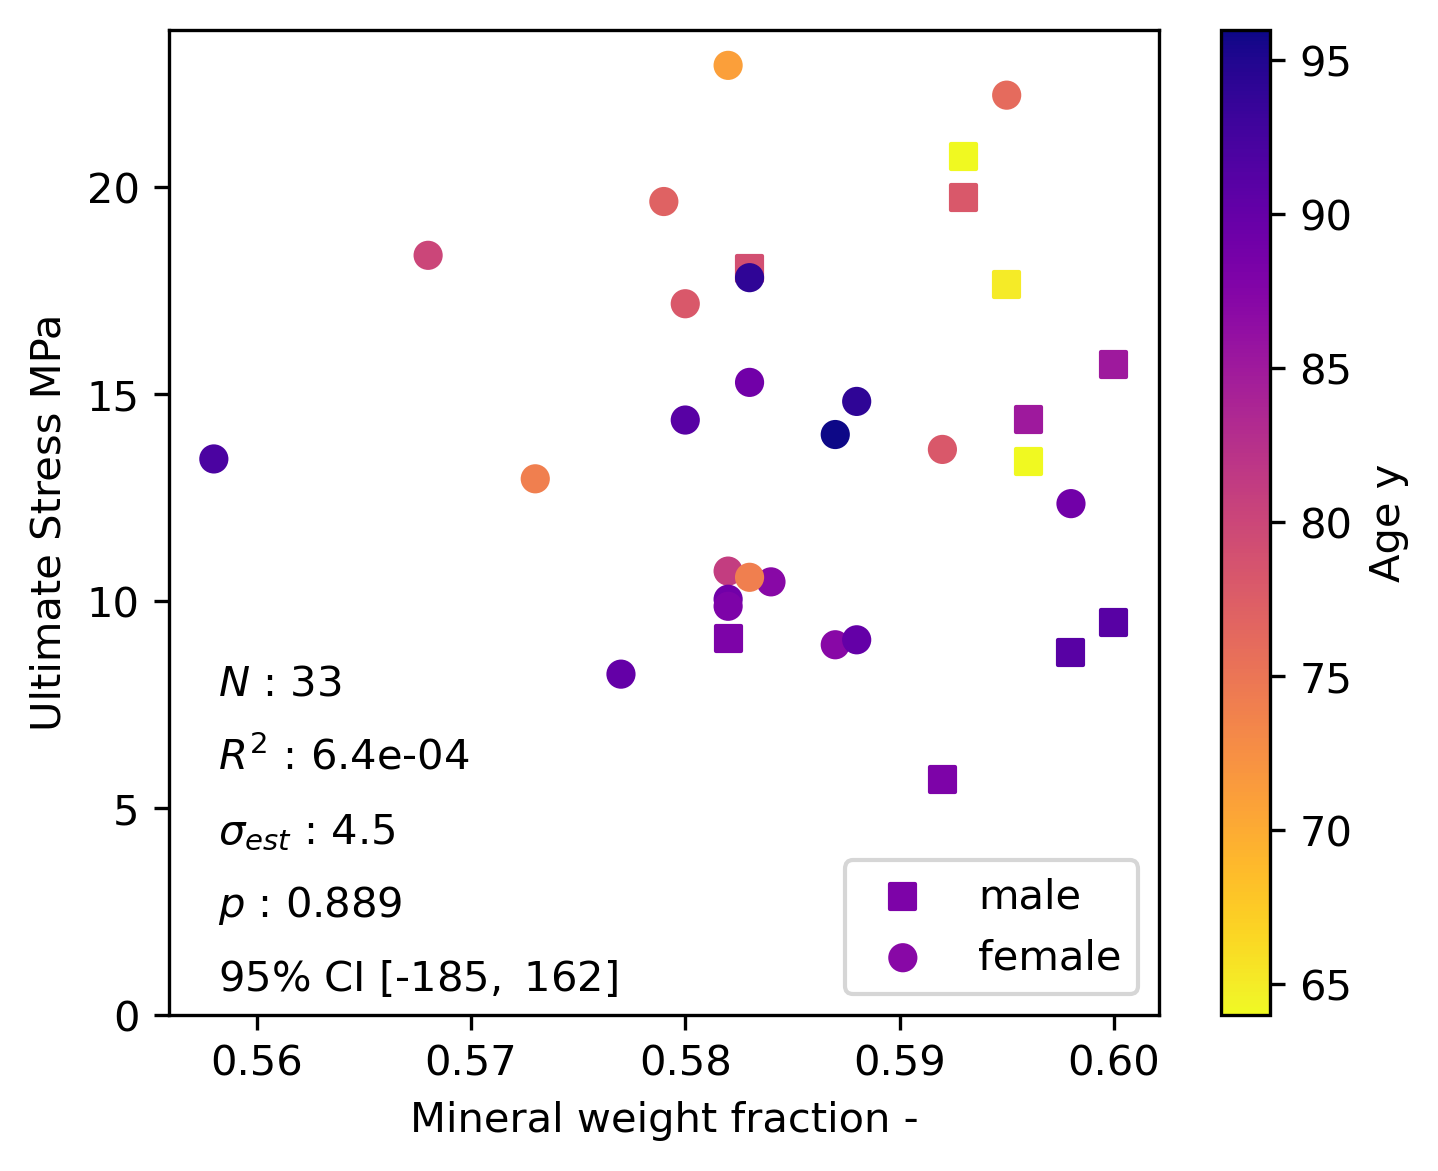 Ultimate Stress MPa
20
15
10
5
0
N : 33
R² : 6.4e-04
σ_est : 4.5
p : 0.889
95% CI [-185, 162]
male
female
0.56 0.57 0.58 0.59 0.60
Mineral weight fraction -
95
90
85
80
75
70
65
Age y